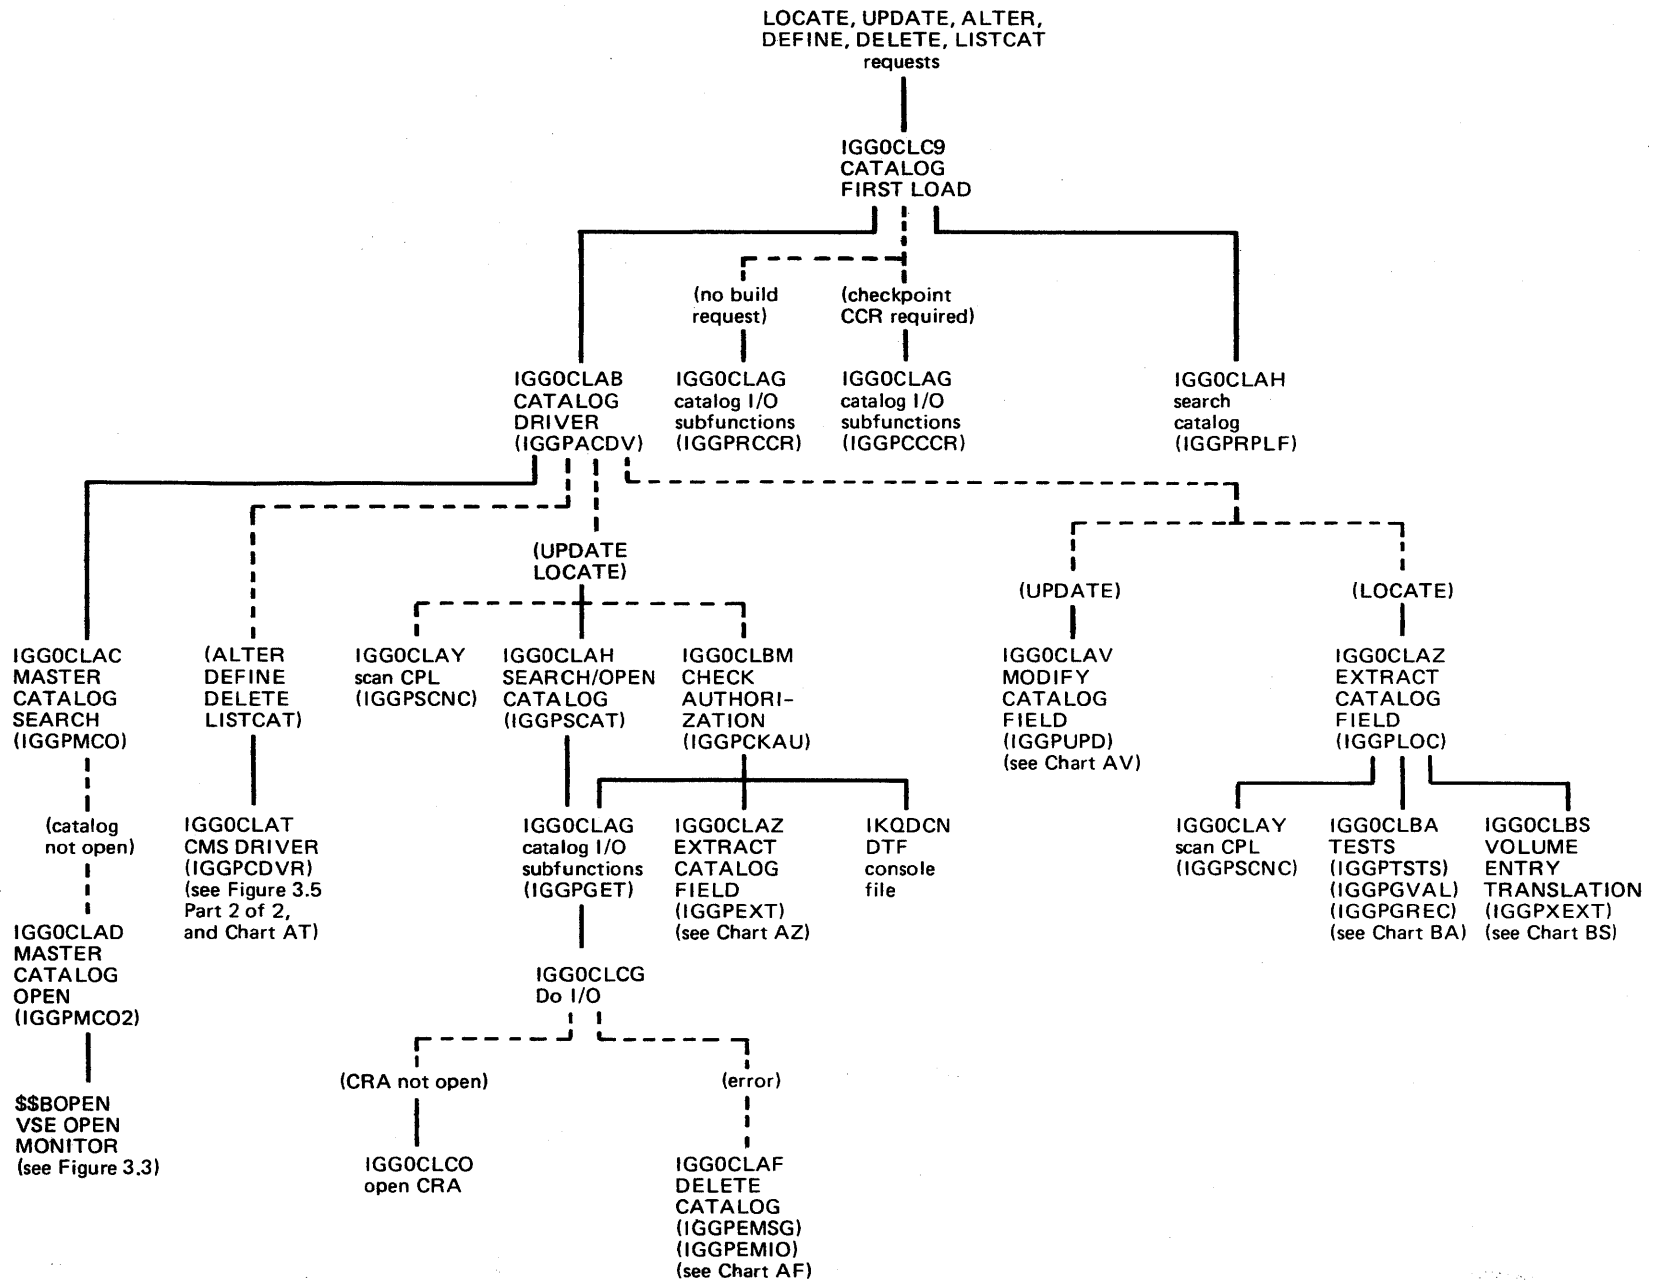 LOCATE, UPDATE, ALTER,
DEFINE, DELETE, LISTCAT
requests
IGG0CLC9
CATALOG
FIRST LOAD
(no build
request)
(checkpoint
CCR required)
IGG0CLAB
CATALOG
DRIVER
(IGGPACDV)
IGG0CLAG
catalog I/O
subfunctions
(IGGPRCCR)
IGG0CLAG
catalog I/O
subfunctions
(IGGPCCCR)
IGG0CLAH
search
catalog
(IGGPRPLF)
(UPDATE
LOCATE)
(UPDATE)
(LOCATE)
IGG0CLAC
MASTER
CATALOG
SEARCH
(IGGPMCO)
(ALTER
DEFINE
DELETE
LISTCAT)
IGG0CLAY
scan CPL
(IGGPSCNC)
IGG0CLAH
SEARCH/OPEN
CATALOG
(IGGPSCAT)
IGG0CLBM
CHECK
AUTHORI-
ZATION
(IGGPCKAU)
IGG0CLAV
MODIFY
CATALOG
FIELD
(IGGPUPD)
(see Chart AV)
IGG0CLAZ
EXTRACT
CATALOG
FIELD
(IGGPLOC)
(catalog
not open)
IGG0CLAT
CMS DRIVER
(IGGPCDVR)
(see Figure 3.5
Part 2 of 2,
and Chart AT)
IGG0CLAG
catalog I/O
subfunctions
(IGGPGET)
IGG0CLAZ
EXTRACT
CATALOG
FIELD
(IGGPEXT)
(see Chart AZ)
IKQDCN
DTF
console
file
IGG0CLAY
scan CPL
(IGGPSCNC)
IGG0CLBA
TESTS
(IGGPTSTS)
(IGGPGVAL)
(IGGPGREC)
(see Chart BA)
IGG0CLBS
VOLUME
ENTRY
TRANSLATION
(IGGPXEXT)
(see Chart BS)
IGG0CLAD
MASTER
CATALOG
OPEN
(IGGPMCO2)
IGG0CLCG
Do I/O
(CRA not open)
(error)
$$BOPEN
VSE OPEN
MONITOR
(see Figure 3.3)
IGG0CLCO
open CRA
IGG0CLAF
DELETE
CATALOG
(IGGPEMSG)
(IGGPEMIO)
(see Chart AF)